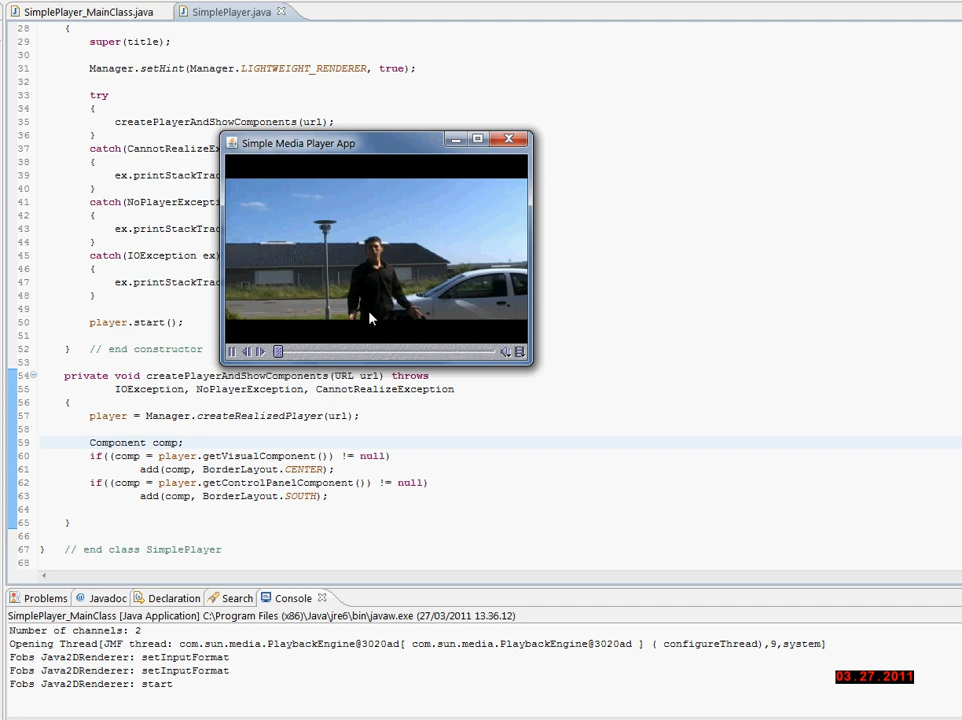 SimplePlayer_MainClass.java SimplePlayer.java
28 {
29 super(title);
30
31 Manager.setHint(Manager.LIGHTWEIGHT_RENDERER, true);
32
33 try
34 {
35 createPlayerAndShowComponents(url);
36 }
Simple Media Player App
37 catch(CannotRealizeEx
38 {
39 ex.printStackTrac
40 }
41 catch(NoPlayerExcepti
42 {
43 ex.printStackTrac
44 }
45 catch(IOException ex)
46 {
47 ex.printStackTrac
48 }
49
50 player.start();
51
52 } // end constructor
53
54 private void createPlayerAndShowComponents(URL url) throws
55 IOException, NoPlayerException, CannotRealizeException
56 {
57 player = Manager.createRealizedPlayer(url);
58
59 Component comp;
60 if((comp = player.getVisualComponent()) != null)
61 add(comp, BorderLayout.CENTER);
62 if((comp = player.getControlPanelComponent()) != null)
63 add(comp, BorderLayout.SOUTH);
64
65 }
66
67 } // end class SimplePlayer
68
Problems @ Javadoc Declaration Search Console
SimplePlayer_MainClass [Java Application] C:\Program Files (x86)\Java\jre6\bin\javaw.exe (27/03/2011 13.36.12)
Number of channels: 2
Opening Thread[JMF thread: com.sun.media.PlaybackEngine@3020ad[ com.sun.media.PlaybackEngine@3020ad ] ( configureThread),9,system]
Fobs Java2DRenderer: setInputFormat
Fobs Java2DRenderer: setInputFormat
Fobs Java2DRenderer: start
03.27.2011